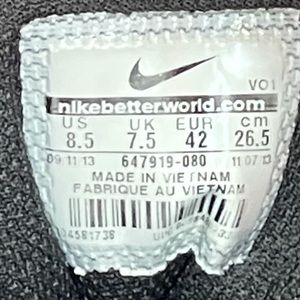 VO1
nikebetterworld.com
US UK EUR cm
8.5 7.5 42 26.5
09/11/13 647919-080 11/07/13
MADE IN VIETNAM
FABRIQUE AU VIETNAM